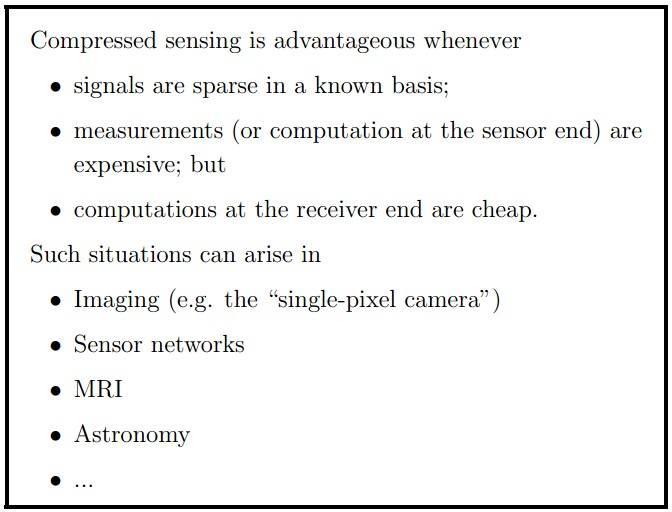 Compressed sensing is advantageous whenever
• signals are sparse in a known basis;
• measurements (or computation at the sensor end) are
expensive; but
• computations at the receiver end are cheap.
Such situations can arise in
• Imaging (e.g. the “single-pixel camera”)
• Sensor networks
• MRI
• Astronomy
• ...